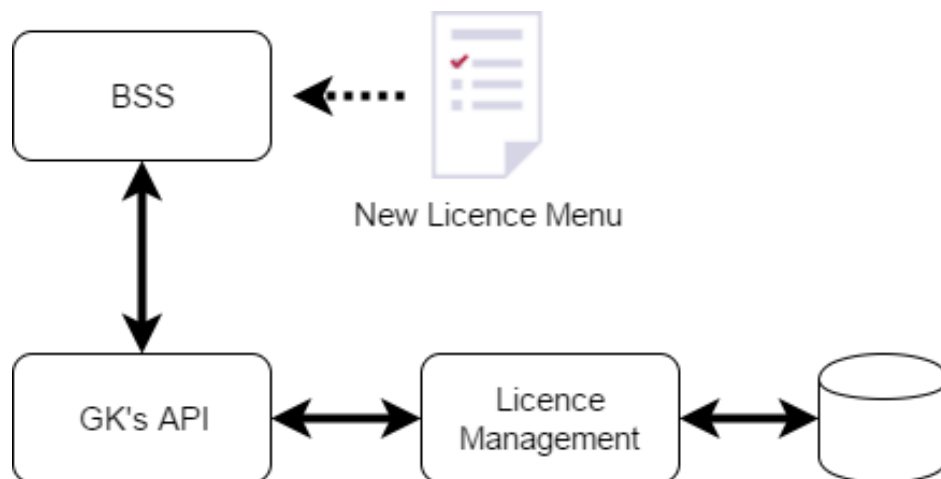 BSS
New Licence Menu
GK's API
Licence
Management